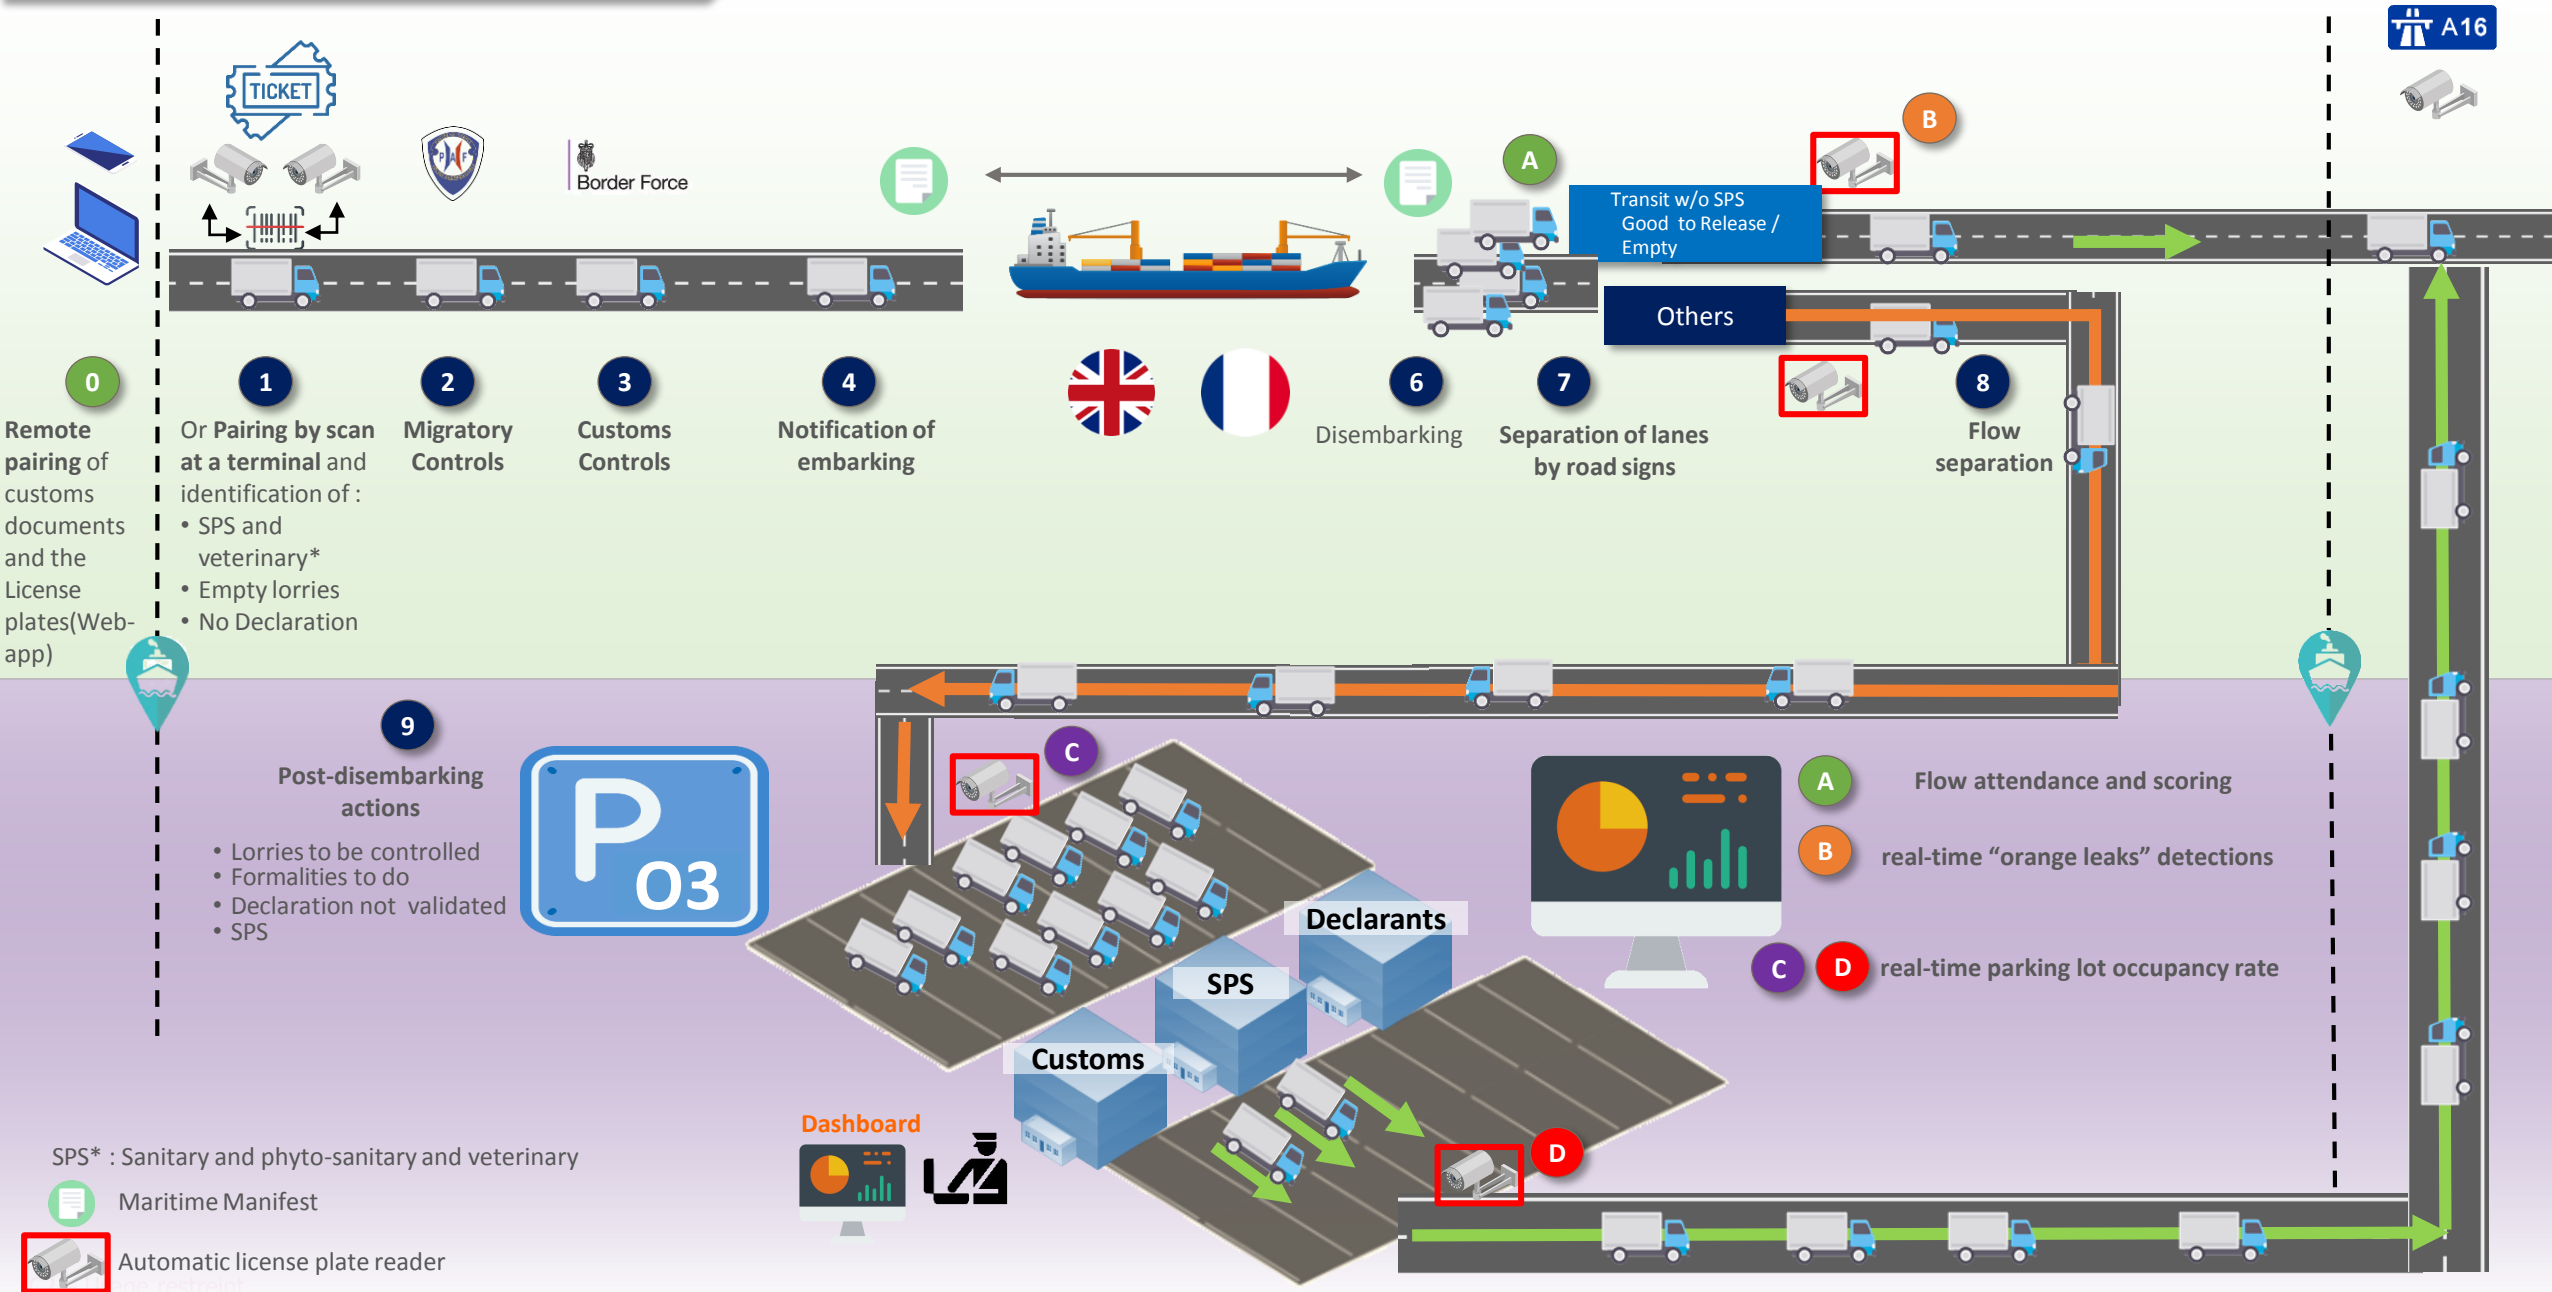 A16
TICKET
PAF
Border Force
A
B
Transit w/o SPS
Good to Release /
Empty
Others
0
Remote
pairing of
customs
documents
and the
License
plates(Web-
app)
1
Or Pairing by scan
at a terminal and
identification of :
• SPS and
veterinary*
• Empty lorries
• No Declaration
2
Migratory
Controls
3
Customs
Controls
4
Notification of
embarking
6
Disembarking
7
Separation of lanes
by road signs
8
Flow
separation
9
Post-disembarking
actions
• Lorries to be controlled
• Formalities to do
• Declaration not validated
• SPS
P
O3
C
Declarants
SPS
Customs
A
Flow attendance and scoring
B
real-time “orange leaks” detections
C
D
real-time parking lot occupancy rate
Dashboard
D
SPS* : Sanitary and phyto-sanitary and veterinary
Maritime Manifest
Automatic license plate reader